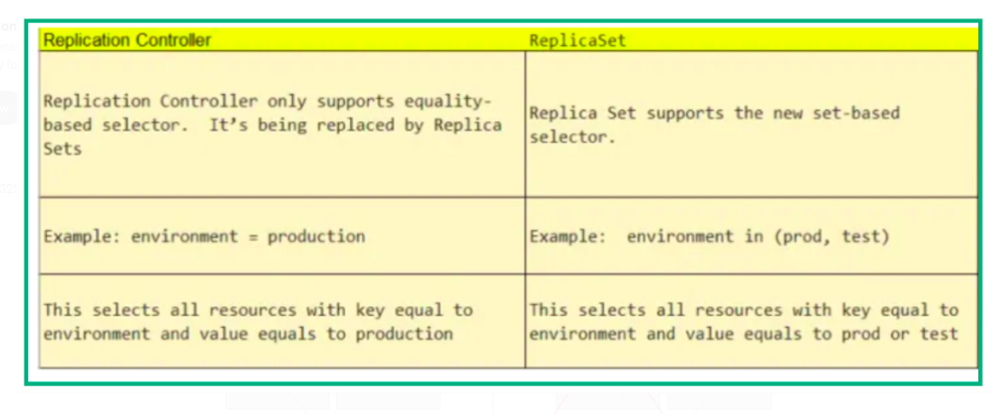 Replication Controller
ReplicaSet
Replication Controller only supports equality-
based selector.  It's being replaced by Replica
Sets
Replica Set supports the new set-based
selector.
Example: environment = production
Example:  environment in (prod, test)
This selects all resources with key equal to
environment and value equals to production
This selects all resources with key equal to
environment and value equals to prod or test